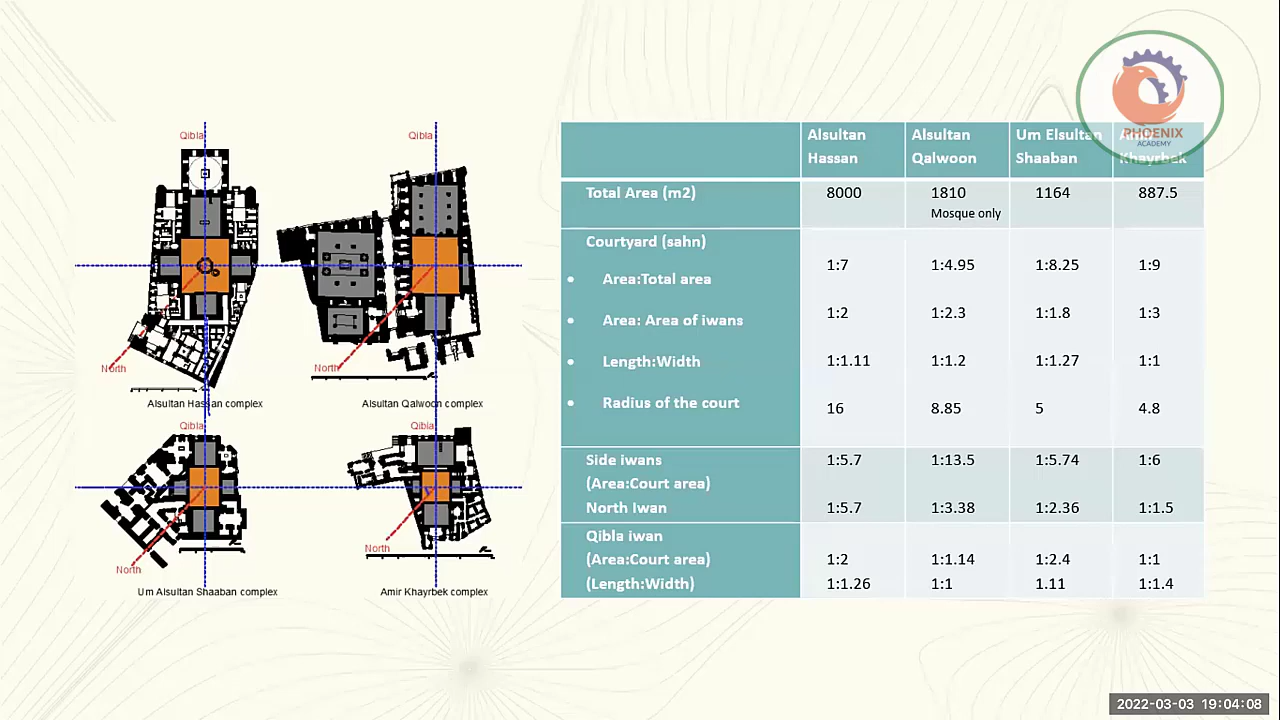 Qibla
North
Alsultan Hassan complex
Qibla
North
Alsultan Qalwoon complex
Qibla
North
Um Alsultan Shaaban complex
Qibla
North
Amir Khayrbek complex
PHOENIX
ACADEMY
Alsultan Hassan
Alsultan Qalwoon
Um Elsultan Shaaban
Khayrbek
Total Area (m2) 8000 1810 1164 887.5
Mosque only
Courtyard (sahn)
• Area:Total area 1:7 1:4.95 1:8.25 1:9
• Area: Area of iwans 1:2 1:2.3 1:1.8 1:3
• Length:Width 1:1.11 1:1.2 1:1.27 1:1
• Radius of the court 16 8.85 5 4.8
Side iwans 1:5.7 1:13.5 1:5.74 1:6
(Area:Court area)
North Iwan 1:5.7 1:3.38 1:2.36 1:1.5
Qibla iwan
(Area:Court area) 1:2 1:1.14 1:2.4 1:1
(Length:Width) 1:1.26 1:1 1.11 1:1.4
2022-03-03 19:04:08